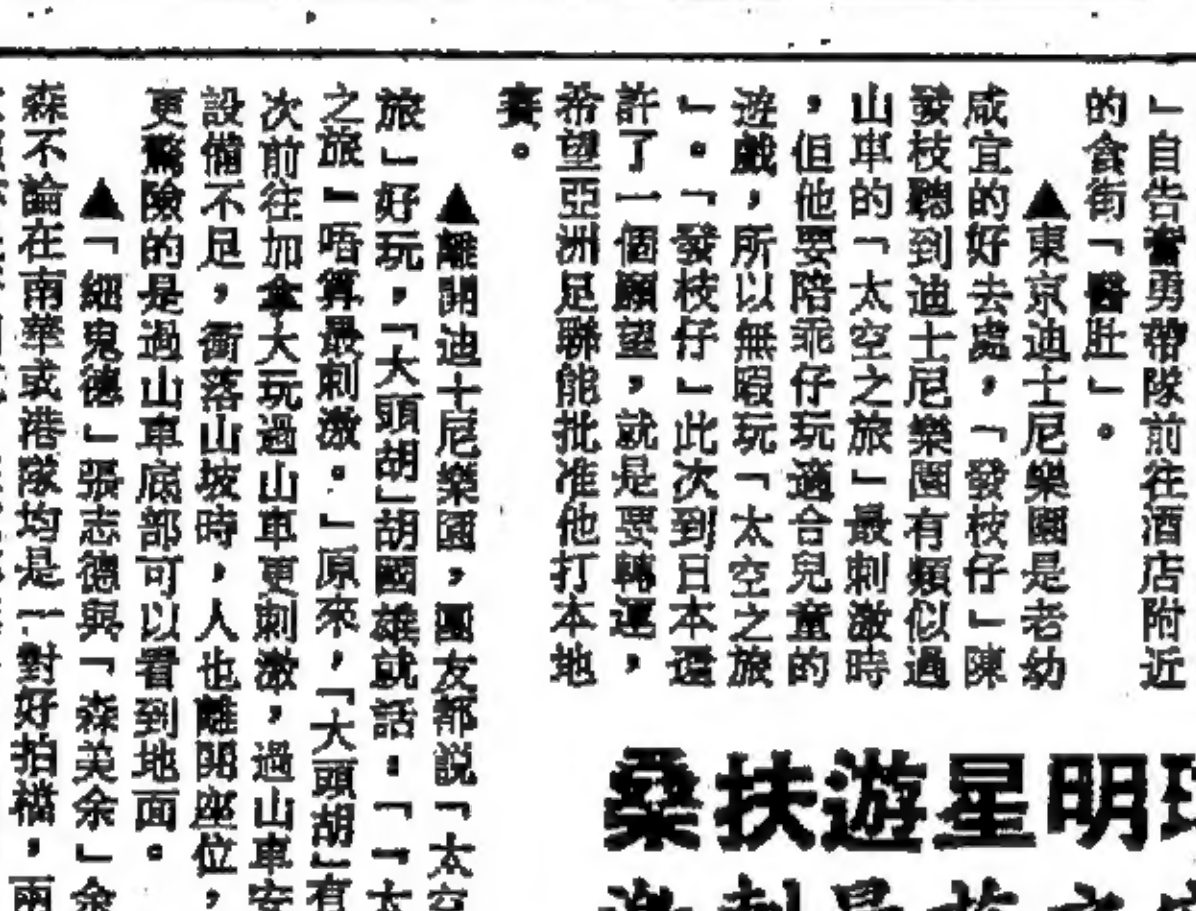 」自告奮勇帶隊前往酒店附近
的食街「醫肚」。
▲東京迪士尼樂園是老幼
咸宜的好去處,「發枝仔」陳
發枝聽到迪士尼樂園有類似過
山車的「太空之旅」最刺激時
,但他要陪乖仔玩適合兒童的
遊戲,所以無暇玩「太空之旅
」。「發枝仔」此次到日本還
許了一個願望,就是要轉運,
希望亞洲足聯能批准他打本地
賽。
▲離開迪士尼樂園,團友都說「太空
旅」好玩,「大頭胡」胡國雄就話:「「太
之旅」唔算最刺激。」原來,「大頭胡」有
次前往加拿大玩過山車更刺激,過山車安
設備不足,衝落山坡時,人也離開座位,
更驚險的是過山車底部可以看到地面。
▲「細鬼德」張志德與「森美余」余
森不論在南華或港隊均是一對好拍檔,兩
明星遊扶桑